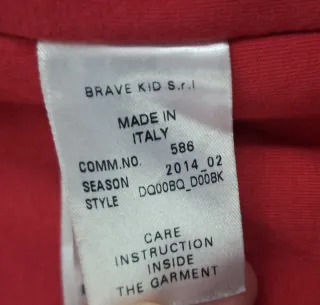 BRAVE KID S.r.l
MADE IN
ITALY
COMM.NO. 586
SEASON 2014_02
STYLE DQ00BQ_D00BK
CARE
INSTRUCTION
INSIDE
THE GARMENT